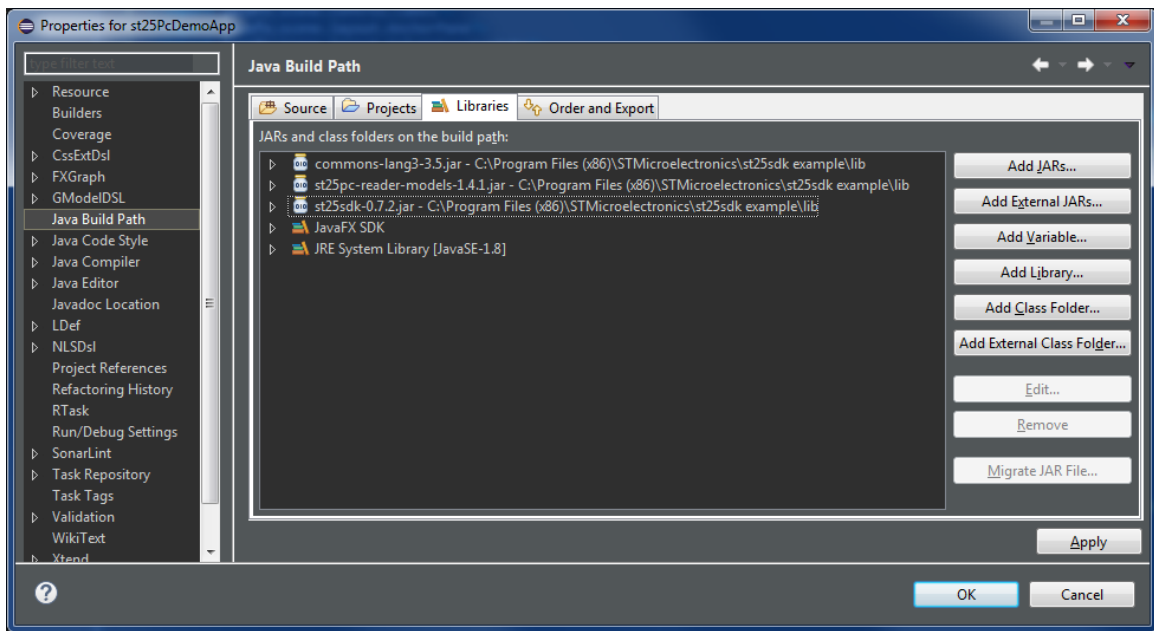 Properties for st25PcDemoApp
type filter text
Resource
Builders
Coverage
CssExtDsl
FXGraph
GModelDSL
Java Build Path
Java Code Style
Java Compiler
Java Editor
Javadoc Location
LDef
NLSDsl
Project References
Refactoring History
RTask
Run/Debug Settings
SonarLint
Task Repository
Task Tags
Validation
WikiText
Xtend
Java Build Path
Source Projects Libraries Order and Export
JARs and class folders on the build path:
commons-lang3-3.5.jar - C:\Program Files (x86)\STMicroelectronics\st25sdk example\lib
st25pc-reader-models-1.4.1.jar - C:\Program Files (x86)\STMicroelectronics\st25sdk example\lib
st25sdk-0.7.2.jar - C:\Program Files (x86)\STMicroelectronics\st25sdk example\lib
JavaFX SDK
JRE System Library [JavaSE-1.8]
Add JARs...
Add External JARs...
Add Variable...
Add Library...
Add Class Folder...
Add External Class Folder...
Edit...
Remove
Migrate JAR File...
Apply
OK Cancel